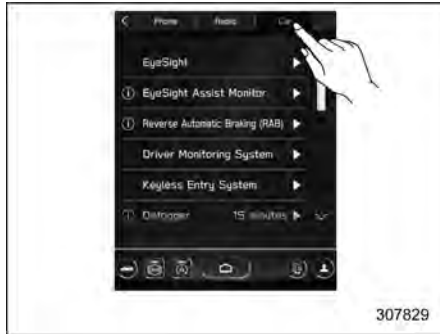 Phone Radio Car
EyeSight
EyeSight Assist Monitor
Reverse Automatic Braking (RAB)
Driver Monitoring System
Keyless Entry System
Defogger 15 minutes
307829